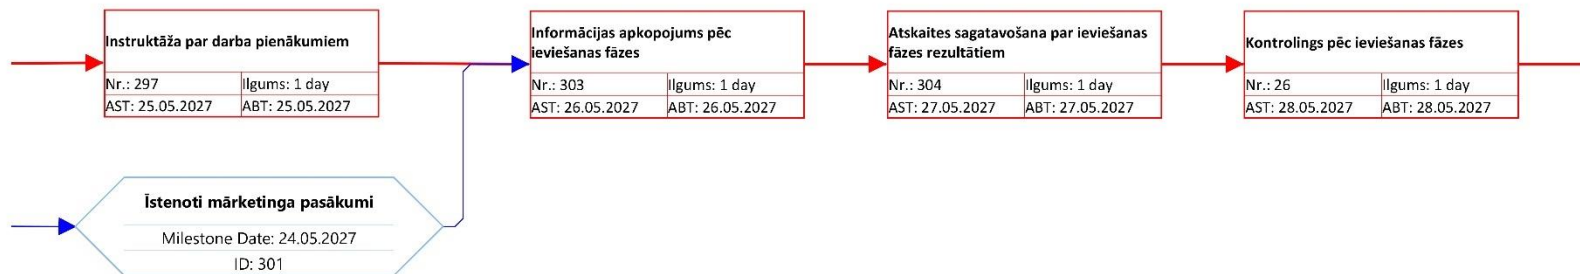 Instruktāža par darba pienākumiem
Nr.: 297 Ilgums: 1 day
AST: 25.05.2027 ABT: 25.05.2027
Informācijas apkopojums pēc
ieviešanas fāzes
Nr.: 303 Ilgums: 1 day
AST: 26.05.2027 ABT: 26.05.2027
Atskaites sagatavošana par ieviešanas
fāzes rezultātiem
Nr.: 304 Ilgums: 1 day
AST: 27.05.2027 ABT: 27.05.2027
Kontrolings pēc ieviešanas fāzes
Nr.: 26 Ilgums: 1 day
AST: 28.05.2027 ABT: 28.05.2027
Īstenoti mārketinga pasākumi
Milestone Date: 24.05.2027
ID: 301